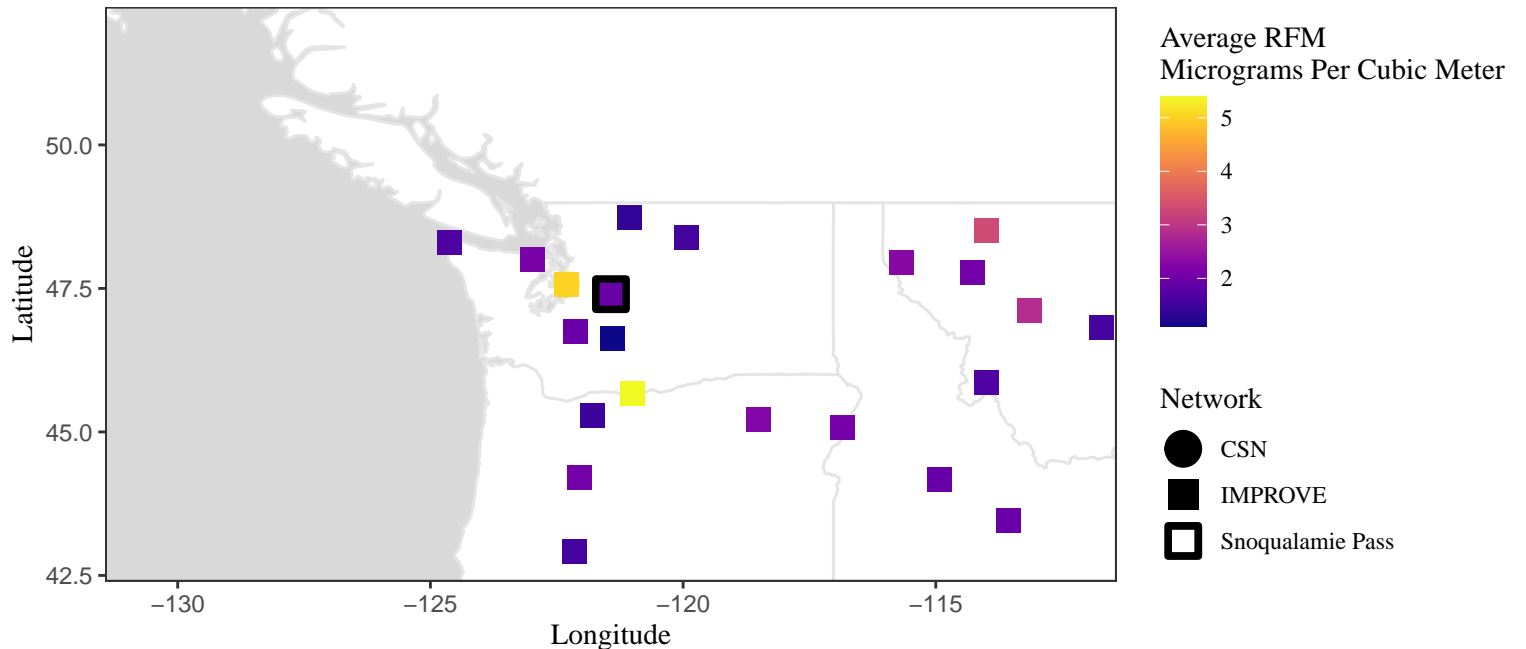 Average RFM
Micrograms Per Cubic Meter
5
4
3
2
Network
CSN
IMPROVE
Snoqualamie Pass
Latitude
50.0
47.5
45.0
42.5
−130
−125
−120
−115
Longitude